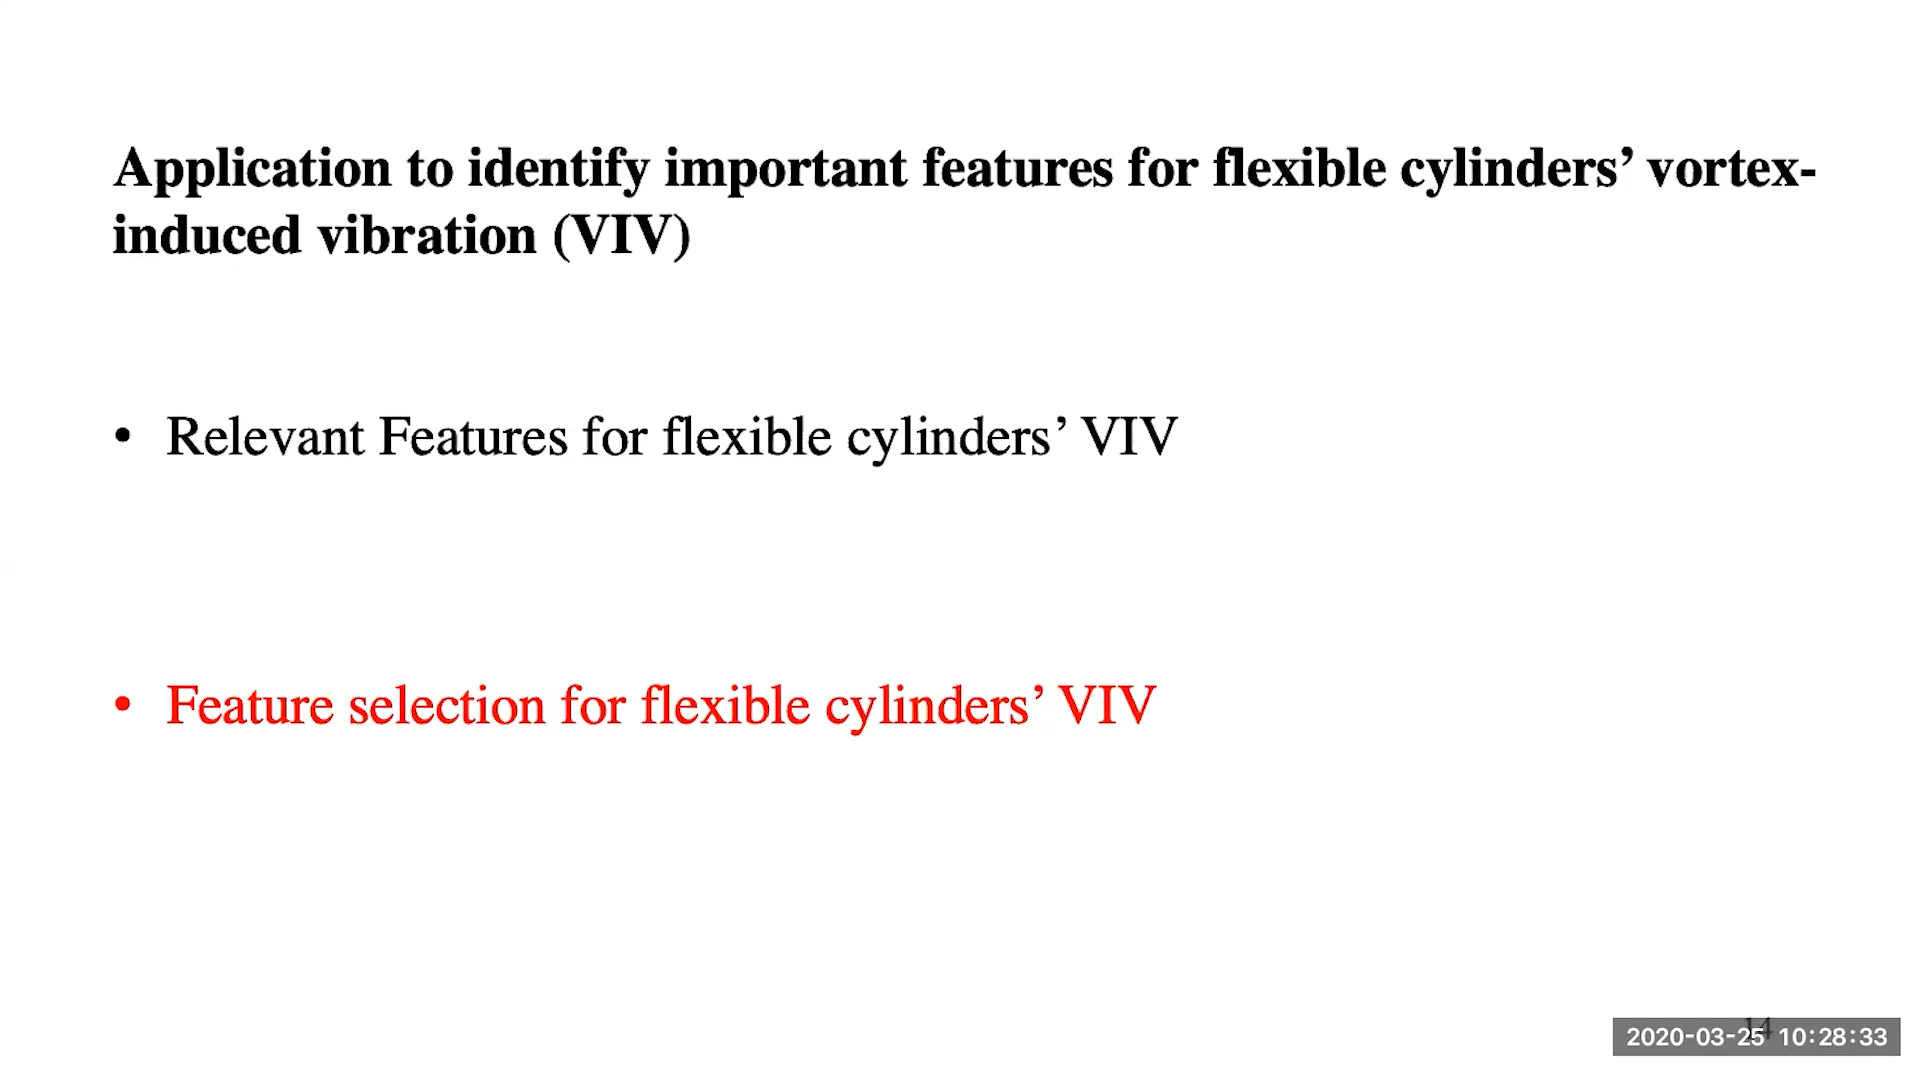 Application to identify important features for flexible cylinders’ vortex-
induced vibration (VIV)
• Relevant Features for flexible cylinders’ VIV
• Feature selection for flexible cylinders’ VIV
14
2020-03-25 10:28:33